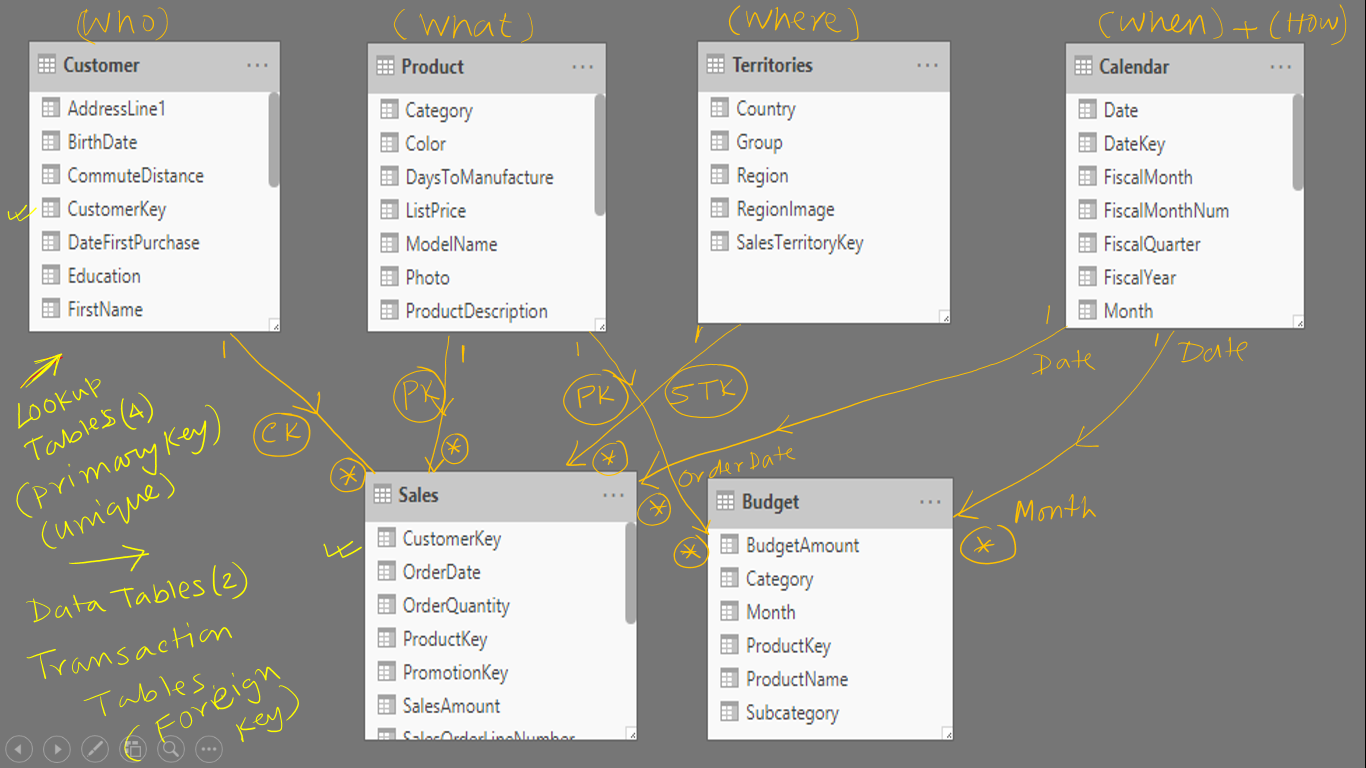 (Who)
(What)
(Where)
(When) + (How)
Customer
AddressLine1
BirthDate
CommuteDistance
CustomerKey
DateFirstPurchase
Education
FirstName
Product
Category
Color
DaysToManufacture
ListPrice
ModelName
Photo
ProductDescription
Territories
Country
Group
Region
RegionImage
SalesTerritoryKey
Calendar
Date
DateKey
FiscalMonth
FiscalMonthNum
FiscalQuarter
FiscalYear
Month
1
CK
*
1
PK
*
1
PK
*
1
STK
*
1
Date
OrderDate
*
1
Date
Month
*
Lookup
Tables(4)
(primary Key)
(unique)
Data Tables(2)
Transaction
Tables
(Foreign
Key)
Sales
CustomerKey
OrderDate
OrderQuantity
ProductKey
PromotionKey
SalesAmount
SalesOrderLineNumber
Budget
BudgetAmount
Category
Month
ProductKey
ProductName
Subcategory